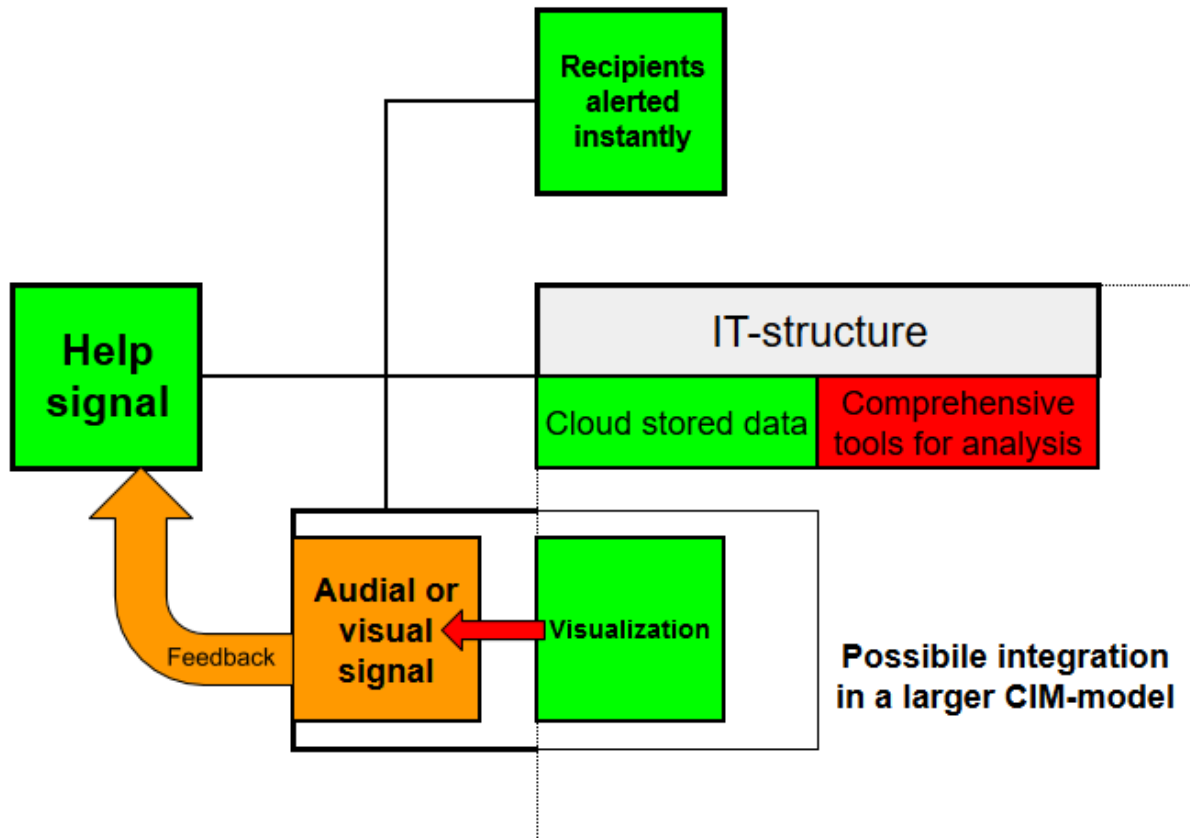 Recipients
alerted
instantly
Help
signal
IT-structure
Cloud stored data
Comprehensive
tools for analysis
Audial or
visual
signal
Visualization
Feedback
Possibile integration
in a larger CIM-model